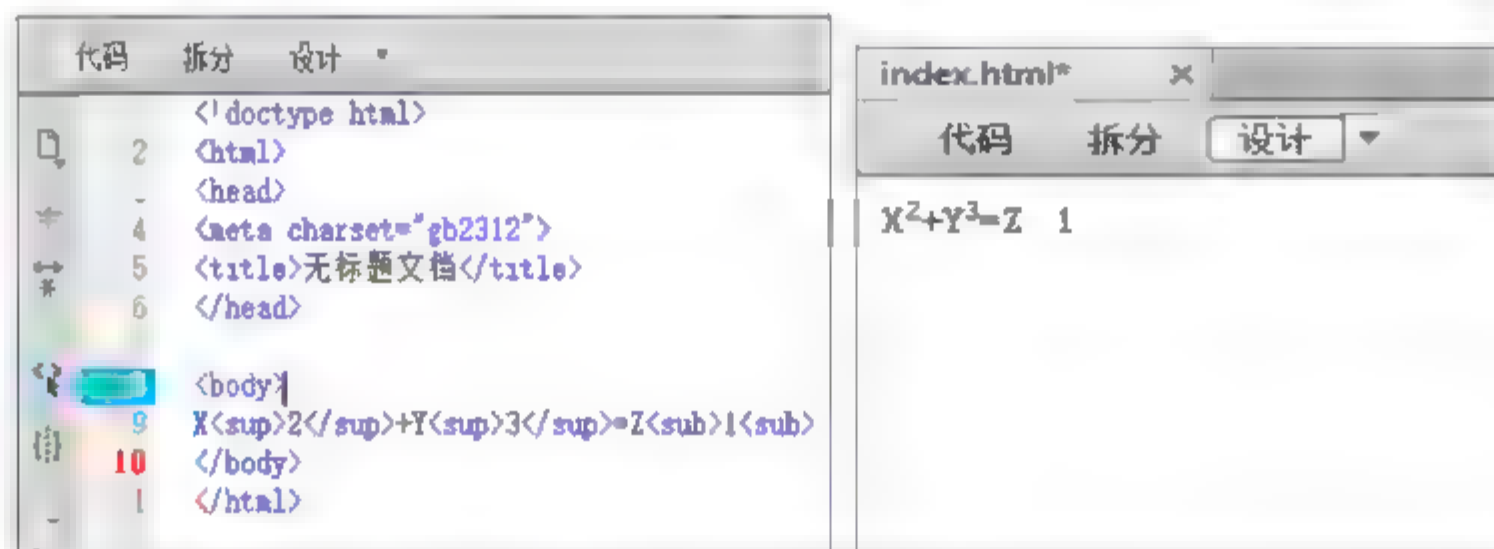 代码 拆分 设计
<!doctype html>
2 <html>
<head>
4 <meta charset="gb2312">
5 <title>无标题文档</title>
6 </head>
<body>
9 X<sup>2</sup>+Y<sup>3</sup>=Z<sub>1<sub>
10 </body>
1 </html>
index.html* ×
代码 拆分 设计
X²+Y³=Z 1